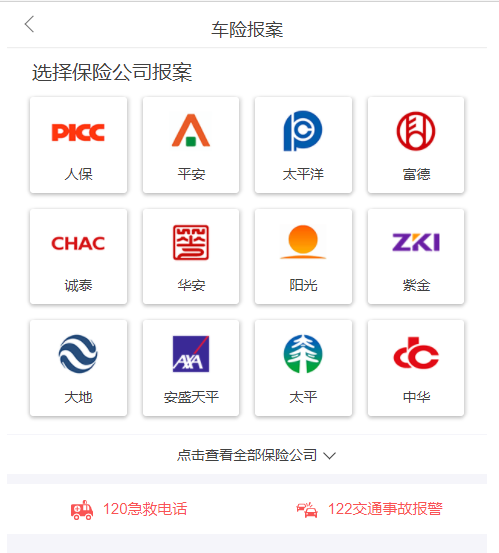 车险报案
选择保险公司报案
PICC
人保
平安
太平洋
富德
CHAC
诚泰
华安
阳光
ZKI
紫金
大地
AXA
安盛天平
太平
中华
点击查看全部保险公司
120急救电话
122交通事故报警